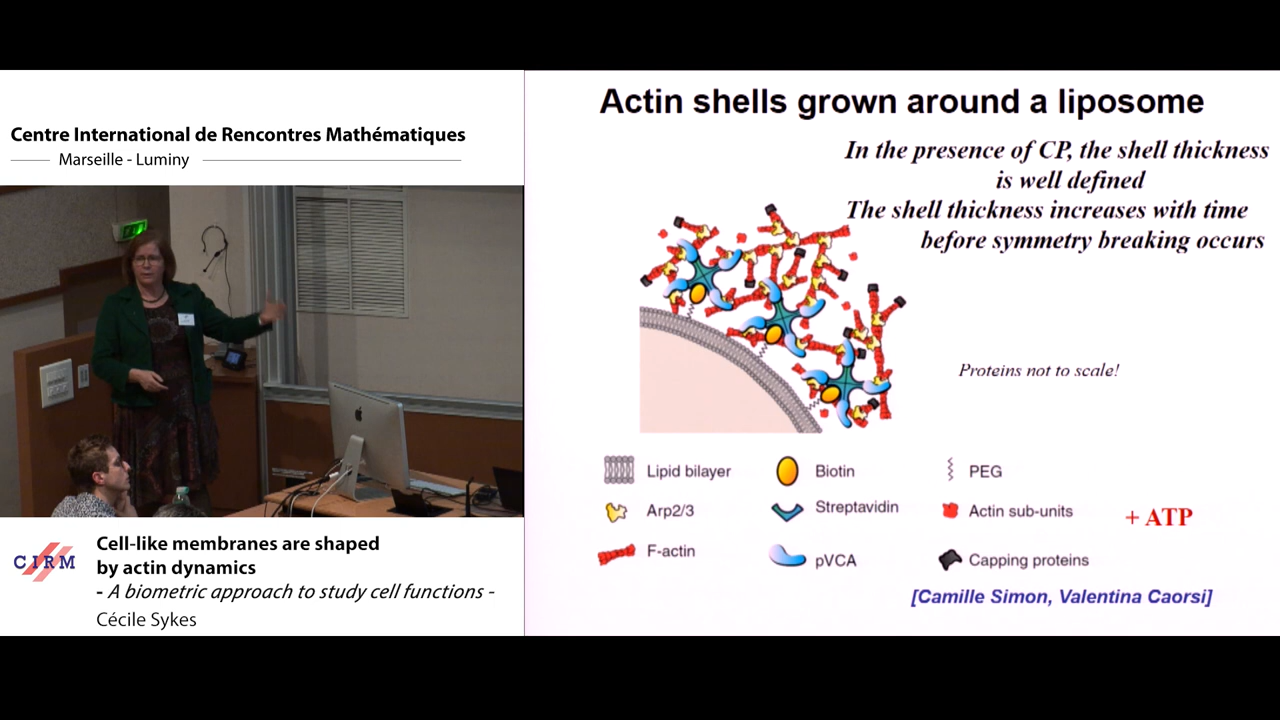 Centre International de Rencontres Mathématiques
Marseille - Luminy
CIRM
Cell-like membranes are shaped
by actin dynamics
- A biometric approach to study cell functions -
Cécile Sykes
Actin shells grown around a liposome
In the presence of CP, the shell thickness
is well defined
The shell thickness increases with time
before symmetry breaking occurs
Proteins not to scale!
Lipid bilayer
Biotin
PEG
Arp2/3
Streptavidin
Actin sub-units
+ ATP
F-actin
pVCA
Capping proteins
[Camille Simon, Valentina Caorsi]